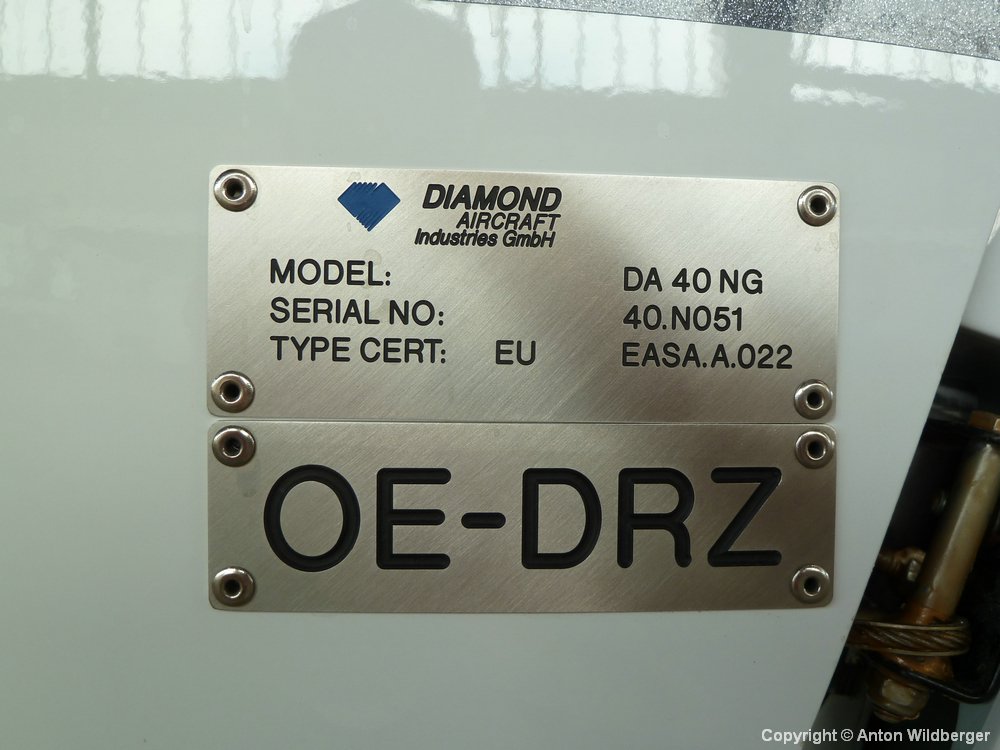 DIAMOND
AIRCRAFT
Industries GmbH
MODEL: DA 40 NG
SERIAL NO: 40.N051
TYPE CERT: EU EASA.A.022
OE-DRZ
Copyright © Anton Wildberger